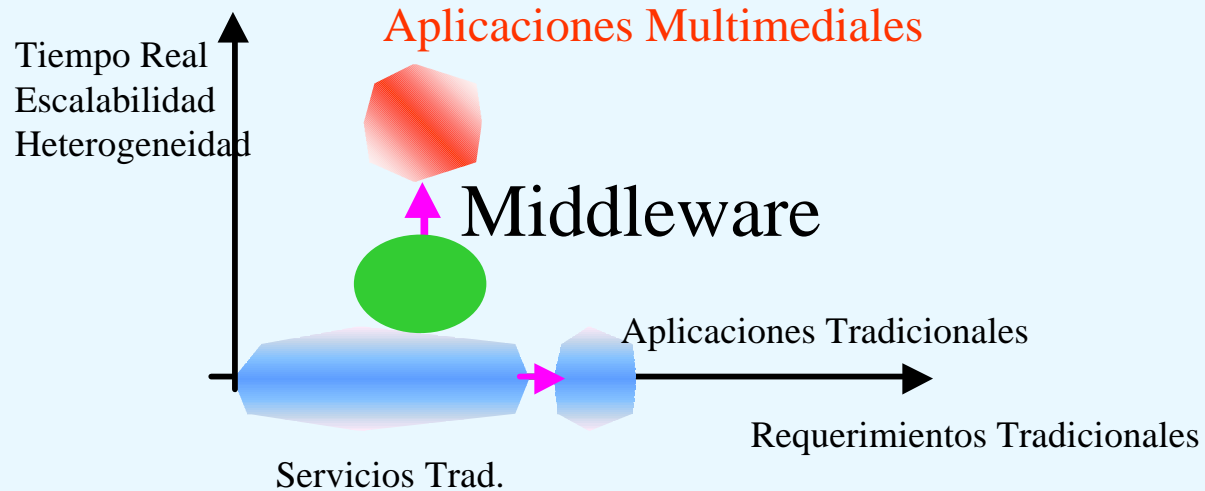 Aplicaciones Multimediales
Tiempo Real
Escalabilidad
Heterogeneidad
Middleware
Aplicaciones Tradicionales
Requerimientos Tradicionales
Servicios Trad.